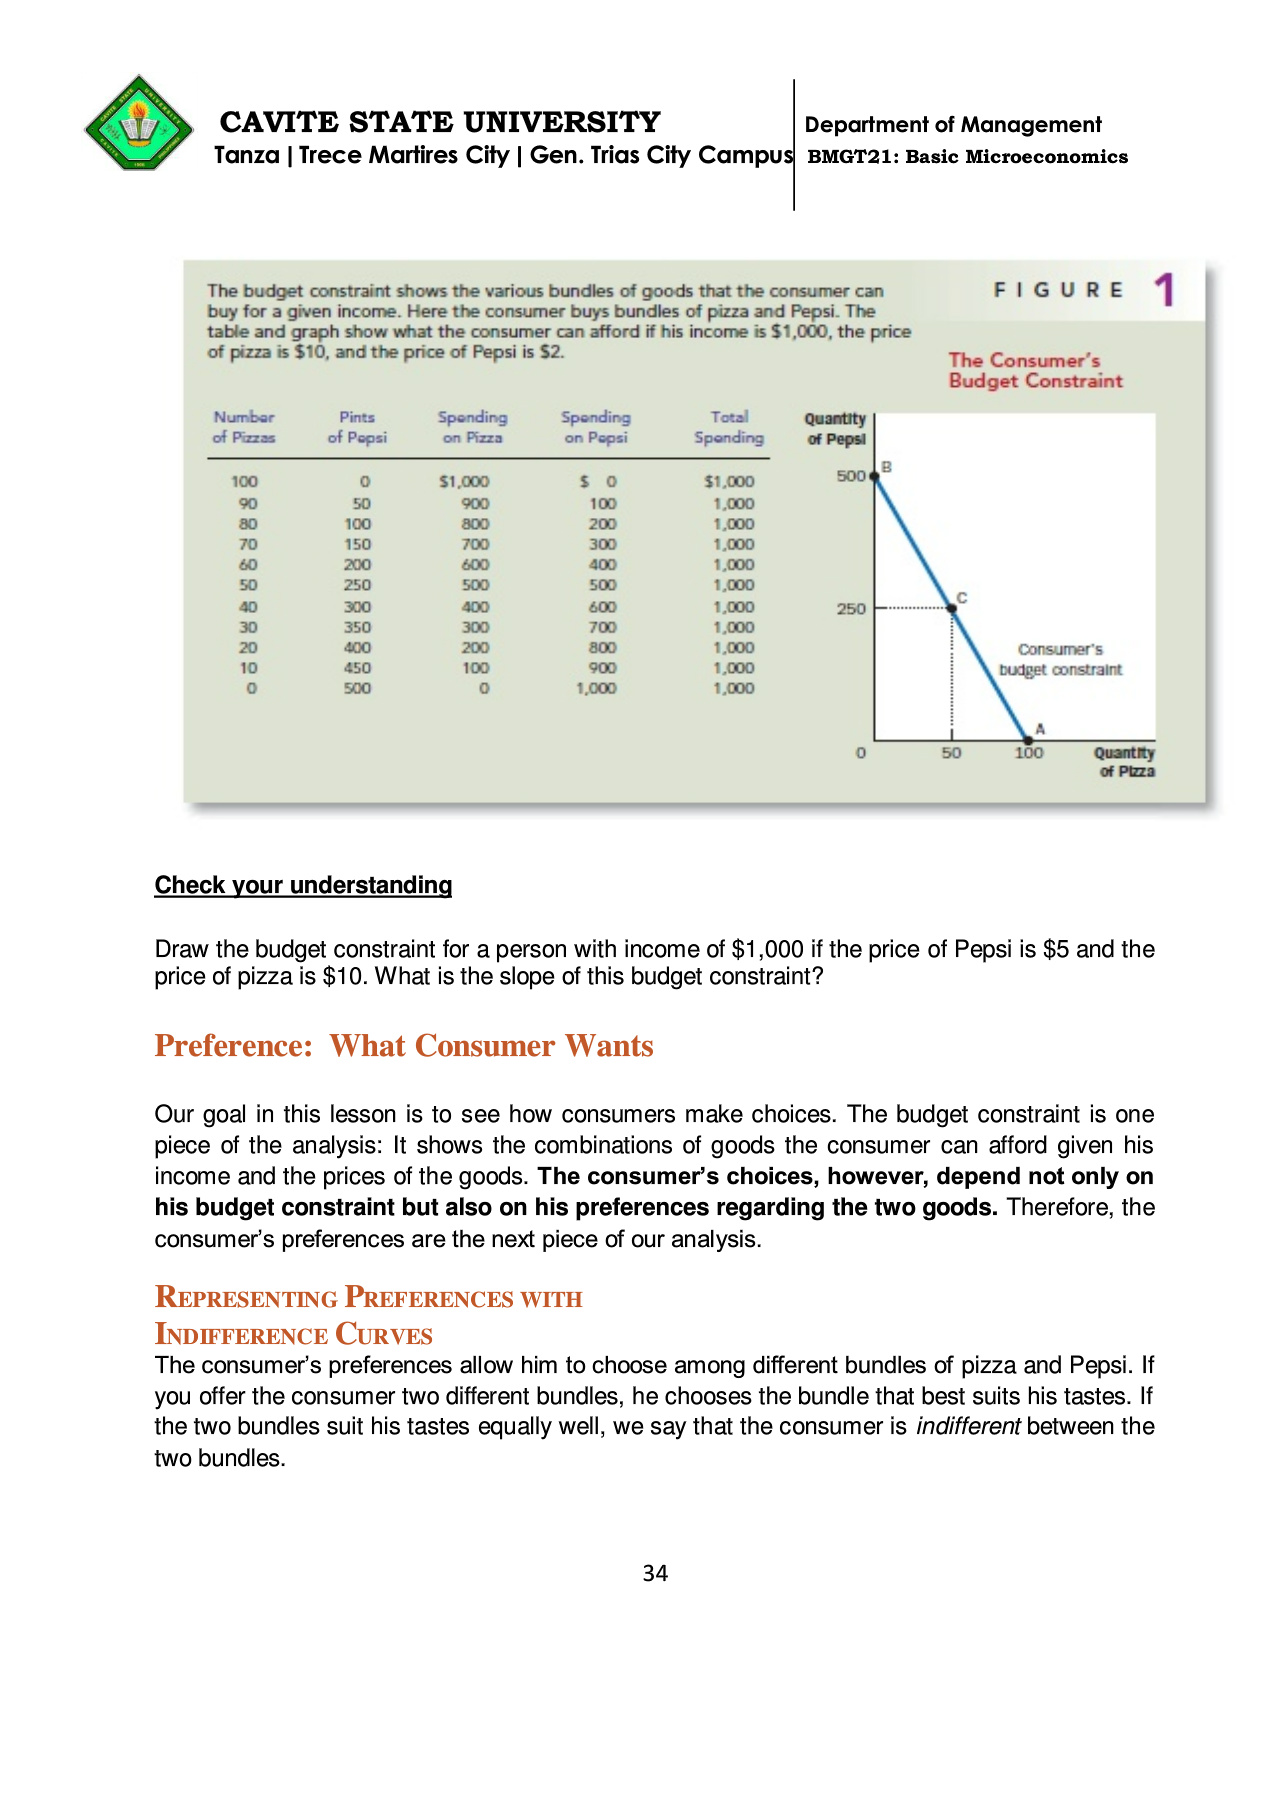 CAVITE STATE UNIVERSITY
Tanza | Trece Martires City | Gen. Trias City Campus
Department of Management
BMGT21: Basic Microeconomics
The budget constraint shows the various bundles of goods that the consumer can
buy for a given income. Here the consumer buys bundles of pizza and Pepsi. The
table and graph show what the consumer can afford if his income is $1,000, the price
of pizza is $10, and the price of Pepsi is $2.
FIGURE 1
The Consumer's
Budget Constraint
Number of Pizzas Pints of Pepsi Spending on Pizza Spending on Pepsi Total Spending
100 0 $1,000 $ 0 $1,000
90 50 900 100 1,000
80 100 800 200 1,000
70 150 700 300 1,000
60 200 600 400 1,000
50 250 500 500 1,000
40 300 400 600 1,000
30 350 300 700 1,000
20 400 200 800 1,000
10 450 100 900 1,000
0 500 0 1,000 1,000
Quantity
of Pepsi
500
B
250
C
Consumer's
budget constraint
A
0 50 100
Quantity
of Pizza
Check your understanding
Draw the budget constraint for a person with income of $1,000 if the price of Pepsi is $5 and the
price of pizza is $10. What is the slope of this budget constraint?
Preference: What Consumer Wants
Our goal in this lesson is to see how consumers make choices. The budget constraint is one
piece of the analysis: It shows the combinations of goods the consumer can afford given his
income and the prices of the goods. The consumer’s choices, however, depend not only on
his budget constraint but also on his preferences regarding the two goods. Therefore, the
consumer’s preferences are the next piece of our analysis.
REPRESENTING PREFERENCES WITH
INDIFFERENCE CURVES
The consumer’s preferences allow him to choose among different bundles of pizza and Pepsi. If
you offer the consumer two different bundles, he chooses the bundle that best suits his tastes. If
the two bundles suit his tastes equally well, we say that the consumer is indifferent between the
two bundles.
34